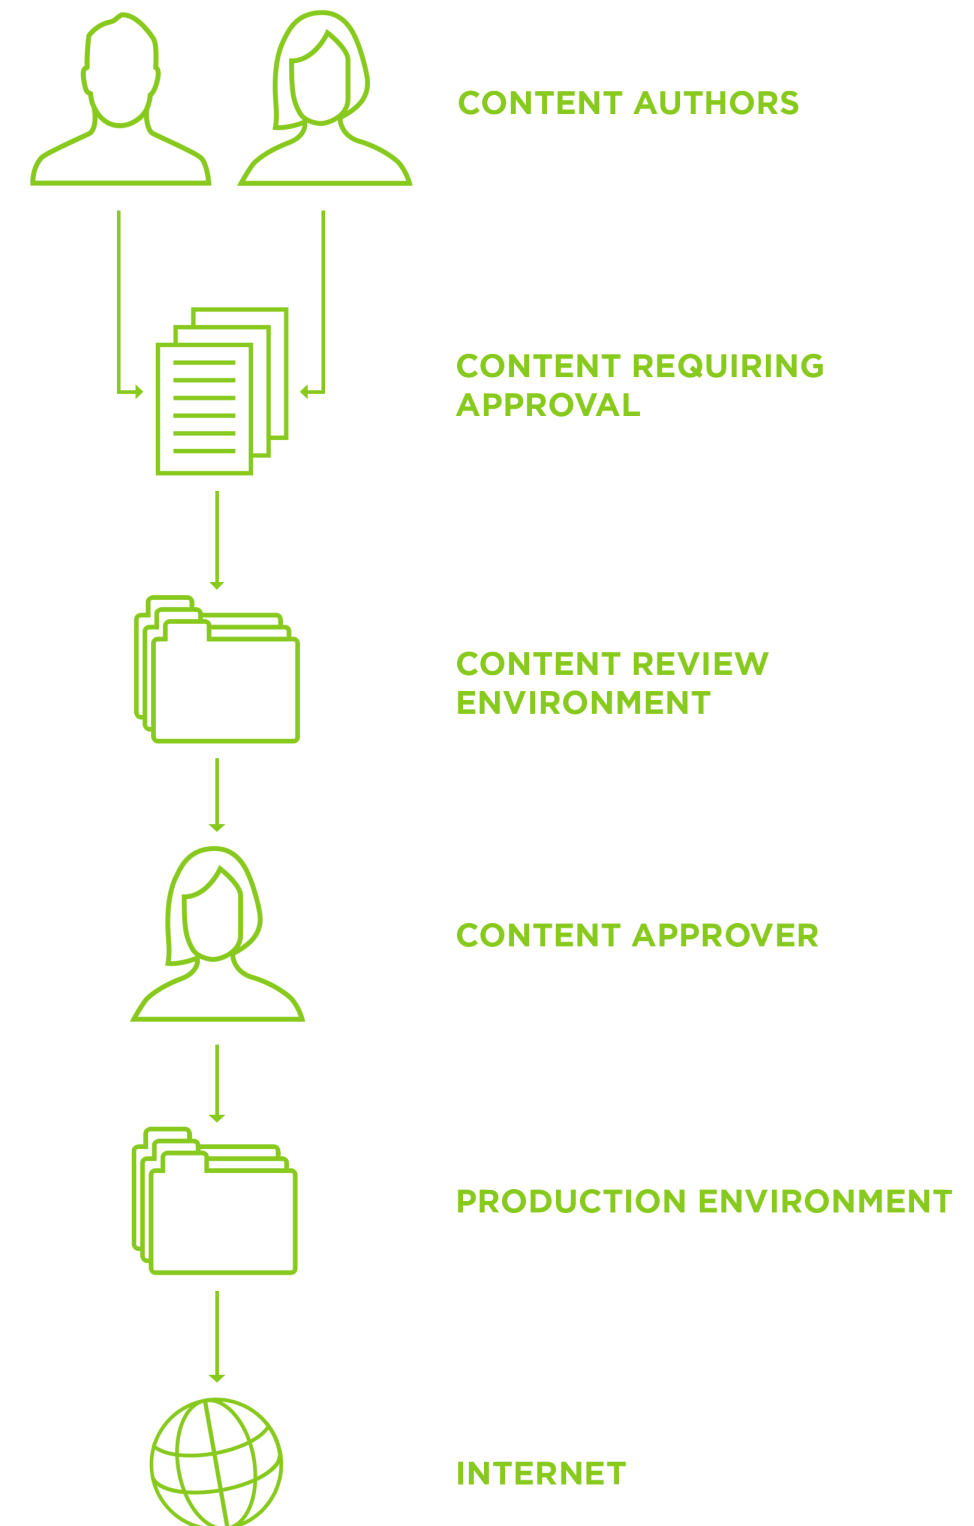 CONTENT AUTHORS
CONTENT REQUIRING
APPROVAL
CONTENT REVIEW
ENVIRONMENT
CONTENT APPROVER
PRODUCTION ENVIRONMENT
INTERNET